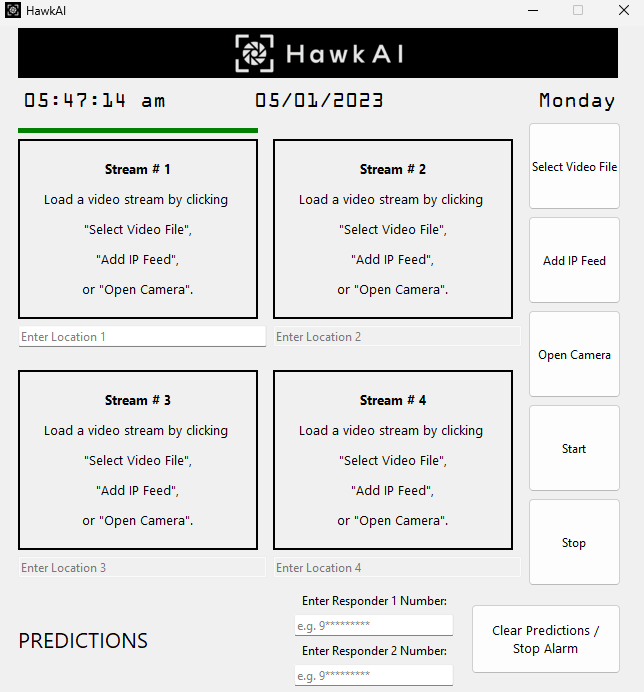 HawkAI
HawkAI
05:47:14 am
05/01/2023
Monday
Stream # 1
Load a video stream by clicking
"Select Video File",
"Add IP Feed",
or "Open Camera".
Enter Location 1
Stream # 2
Load a video stream by clicking
"Select Video File",
"Add IP Feed",
or "Open Camera".
Enter Location 2
Select Video File
Add IP Feed
Open Camera
Start
Stop
Stream # 3
Load a video stream by clicking
"Select Video File",
"Add IP Feed",
or "Open Camera".
Enter Location 3
Stream # 4
Load a video stream by clicking
"Select Video File",
"Add IP Feed",
or "Open Camera".
Enter Location 4
PREDICTIONS
Enter Responder 1 Number:
e.g. 9*********
Enter Responder 2 Number:
e.g. 9*********
Clear Predictions /
Stop Alarm